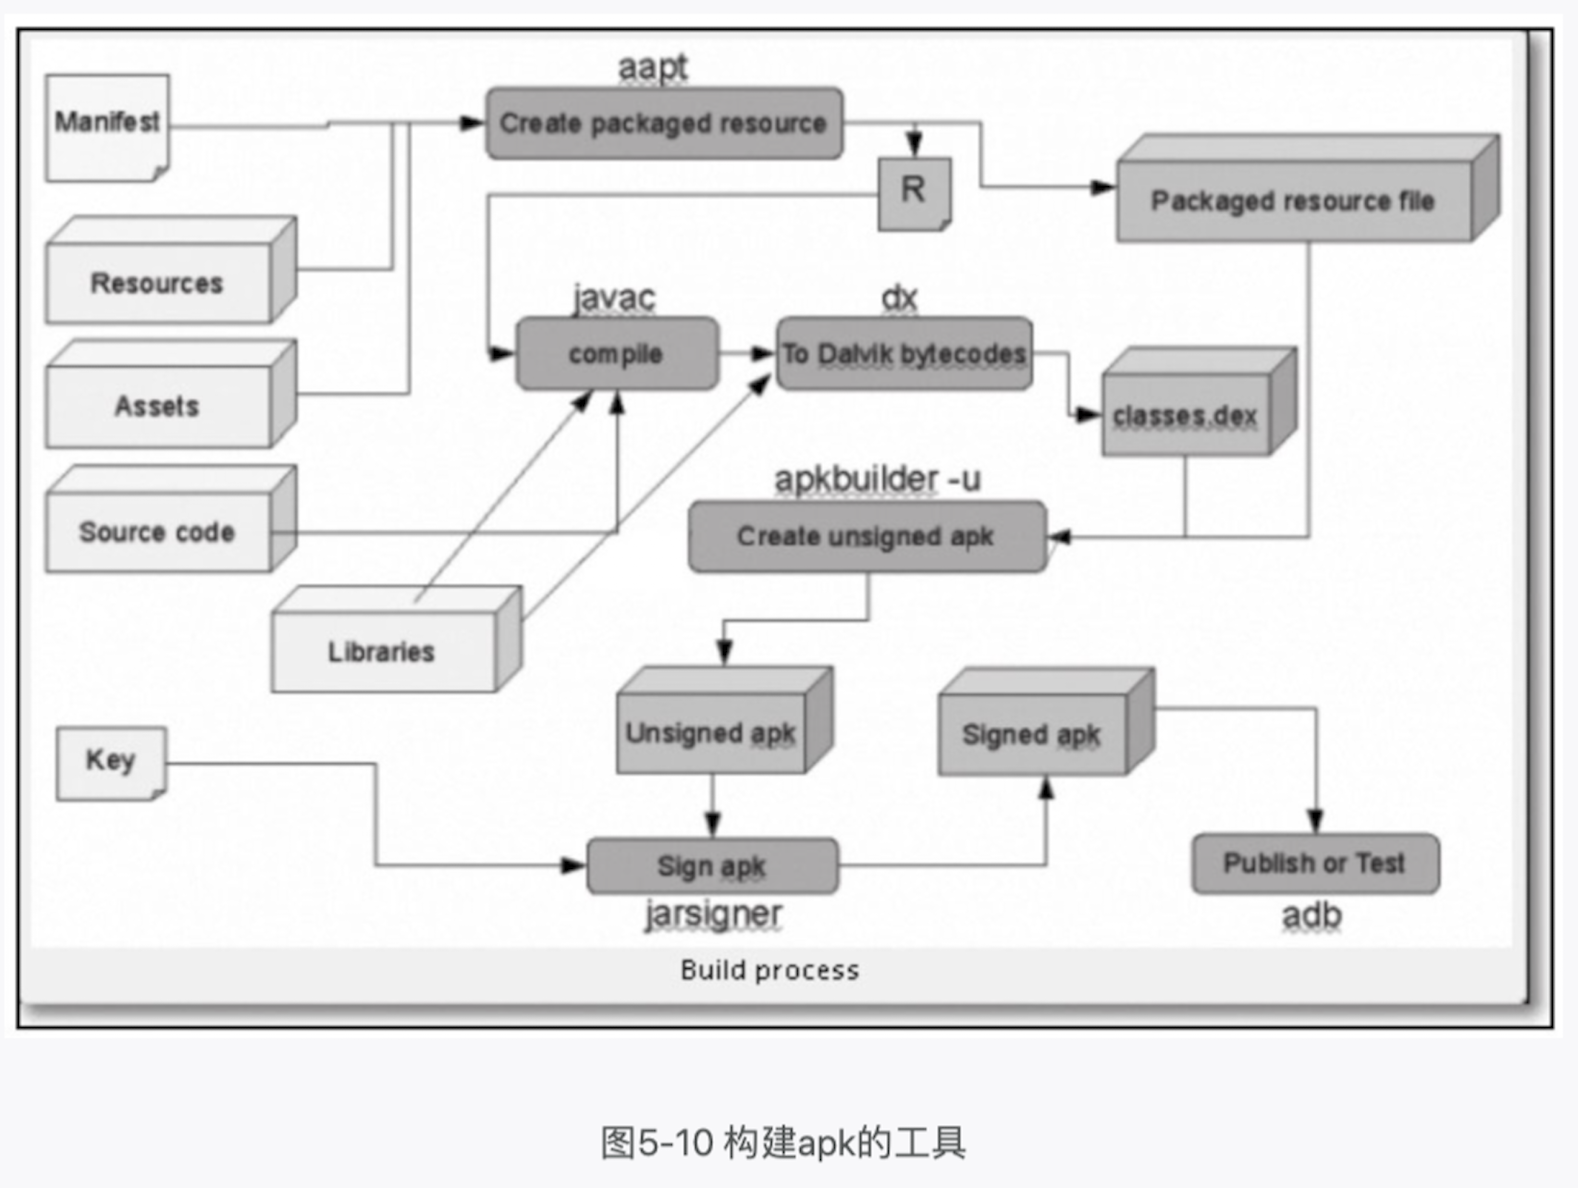 aapt
Manifest
Create packaged resource
R
Packaged resource file
Resources
javac
dx
compile
To Dalvik bytecodes
Assets
classes.dex
apkbuilder -u
Source code
Create unsigned apk
Libraries
Unsigned apk
Signed apk
Key
Sign apk
Publish or Test
jarsigner
adb
Build process
图5-10 构建apk的工具